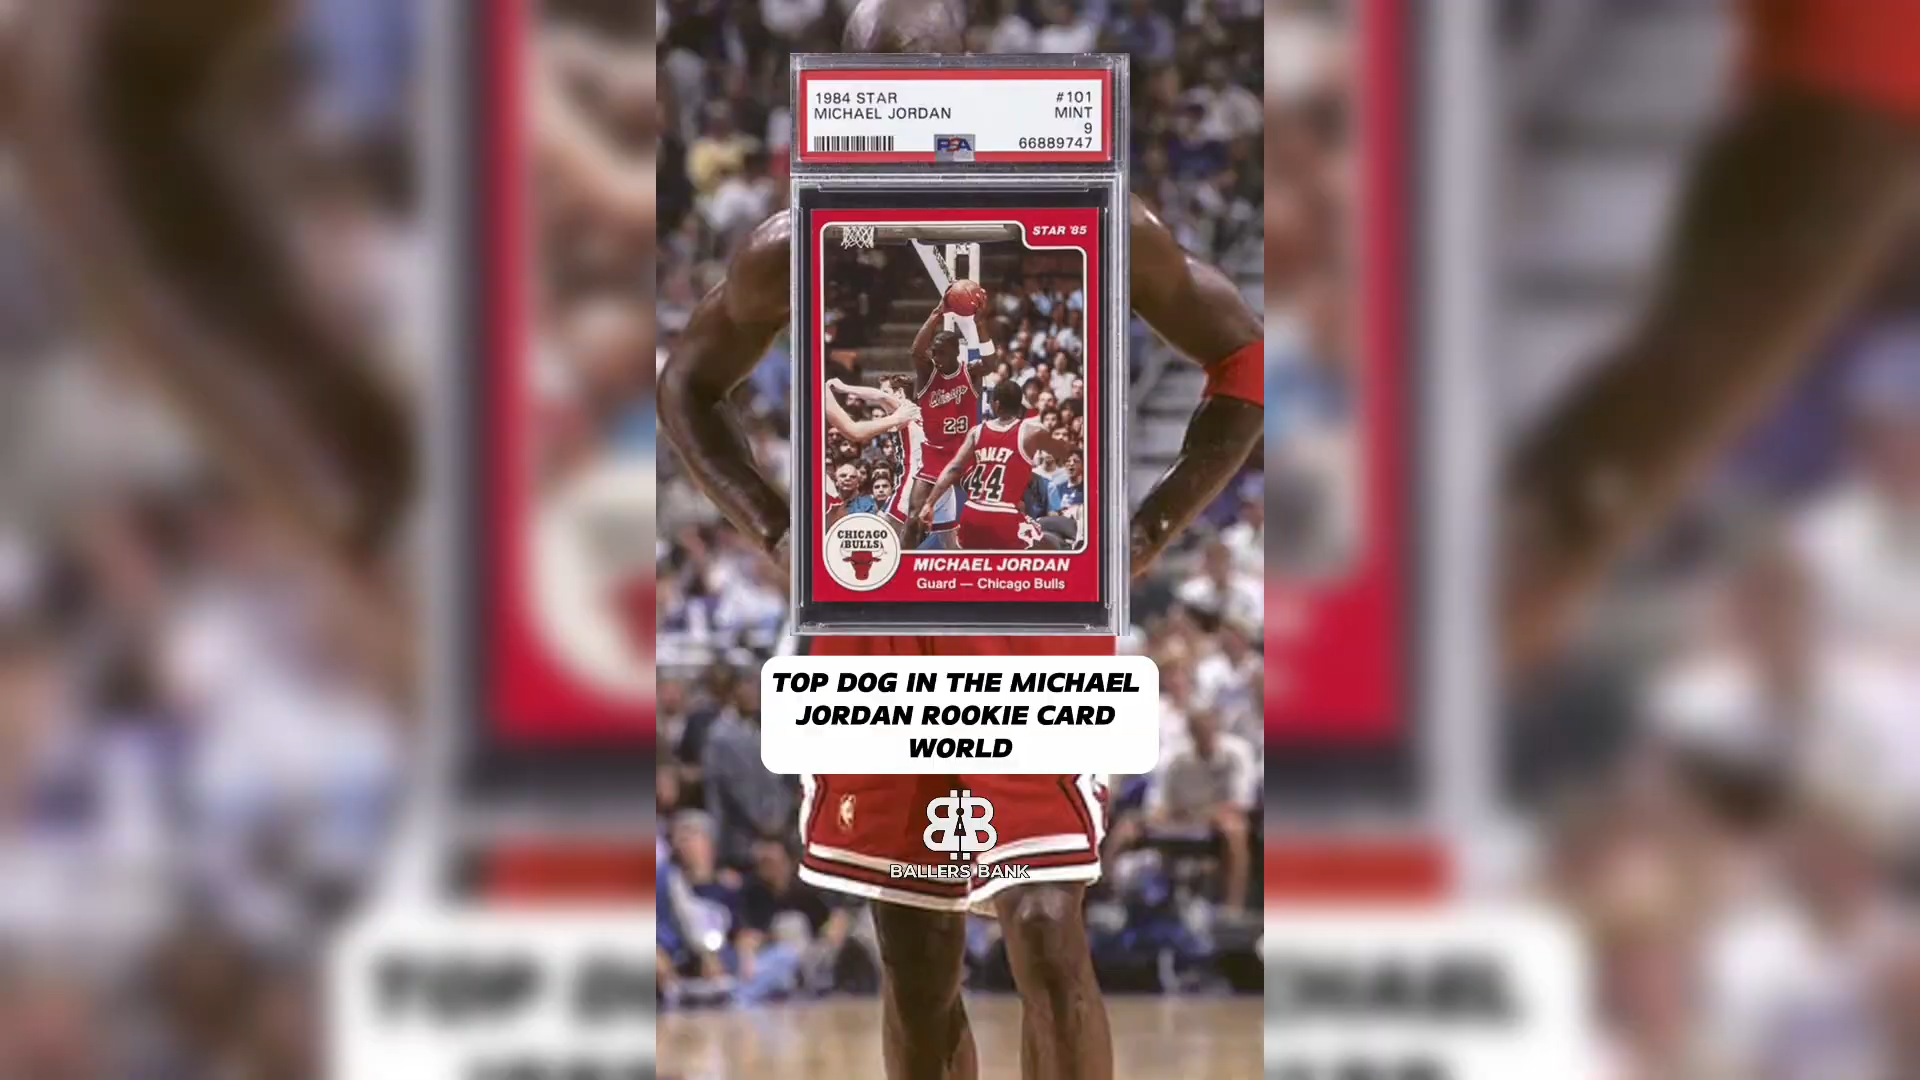 1984 STAR #101
MICHAEL JORDAN MINT
9
PSA 66889747
STAR '85
Chicago
23
44
CHICAGO
BULLS
MICHAEL JORDAN
Guard — Chicago Bulls
TOP DOG IN THE MICHAEL
JORDAN ROOKIE CARD
WORLD
BB
BALLERS BANK